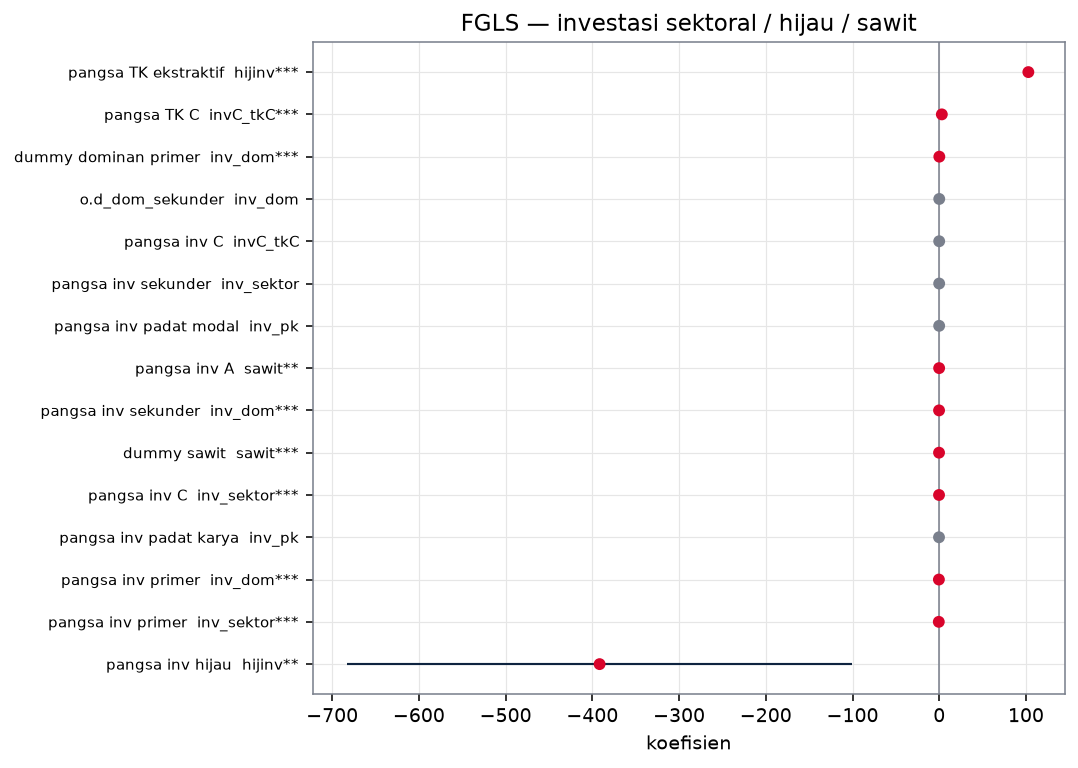 FGLS — investasi sektoral / hijau / sawit
pangsa TK ekstraktif  hijinv***
pangsa TK C  invC_tkC***
dummy dominan primer  inv_dom***
o.d_dom_sekunder  inv_dom
pangsa inv C  invC_tkC
pangsa inv sekunder  inv_sektor
pangsa inv padat modal  inv_pk
pangsa inv A  sawit**
pangsa inv sekunder  inv_dom***
dummy sawit  sawit***
pangsa inv C  inv_sektor***
pangsa inv padat karya  inv_pk
pangsa inv primer  inv_dom***
pangsa inv primer  inv_sektor***
pangsa inv hijau  hijinv**
−700 −600 −500 −400 −300 −200 −100 0 100
koefisien